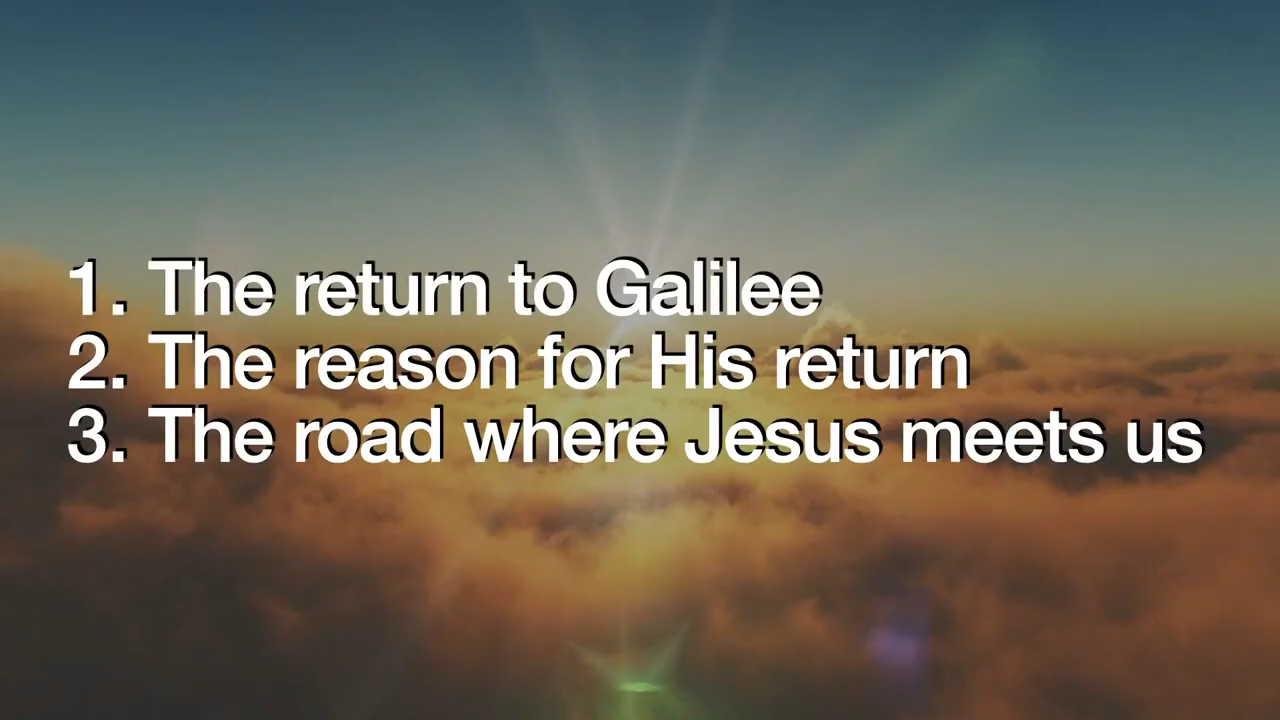 1. The return to Galilee
2. The reason for His return
3. The road where Jesus meets us